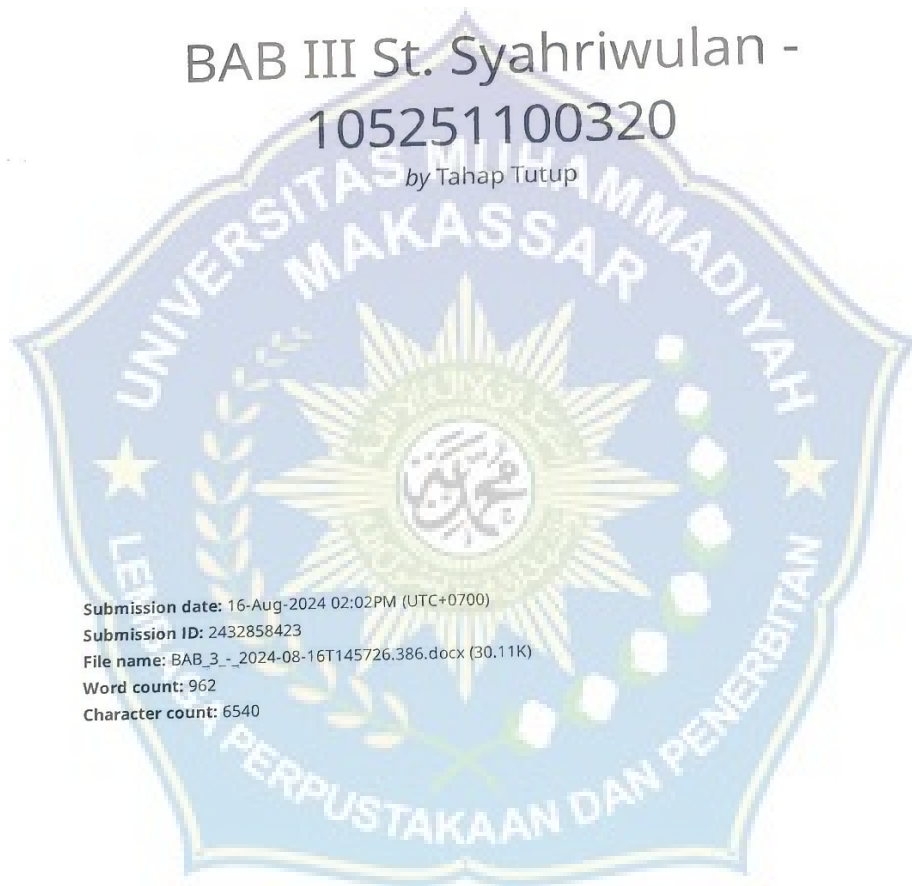 BAB III St. Syahriwulan -
105251100320
by Tahap Tutup
UNIVERSITAS MUHAMMADIYAH
MAKASSAR
محمدية
Submission date: 16-Aug-2024 02:02PM (UTC+0700)
Submission ID: 2432858423
File name: BAB_3_-_2024-08-16T145726.386.docx (30.11K)
Word count: 962
Character count: 6540
PERPUSTAKAAN DAN PENERBITAN